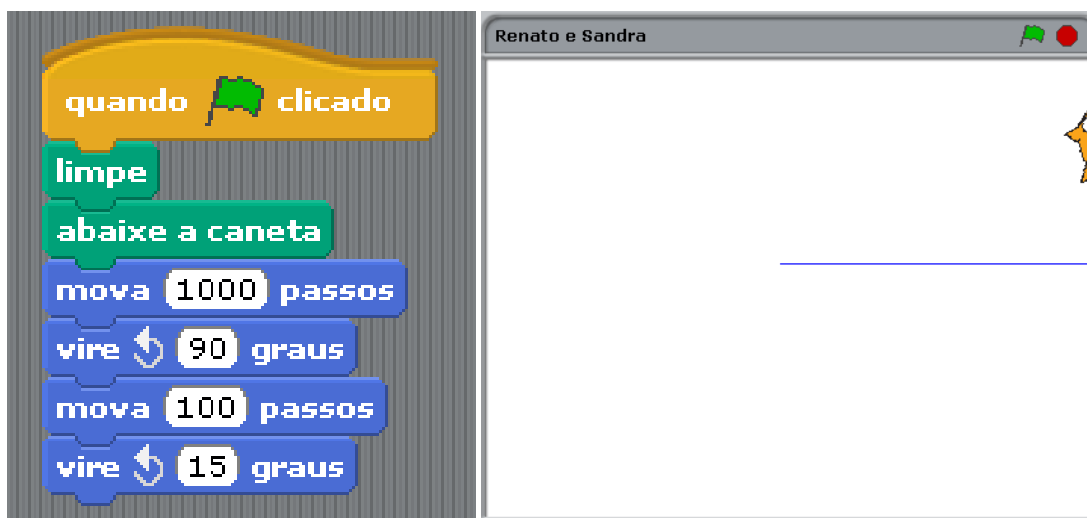 quando clicado
limpe
abaixe a caneta
mova 1000 passos
vire 90 graus
mova 100 passos
vire 15 graus
Renato e Sandra